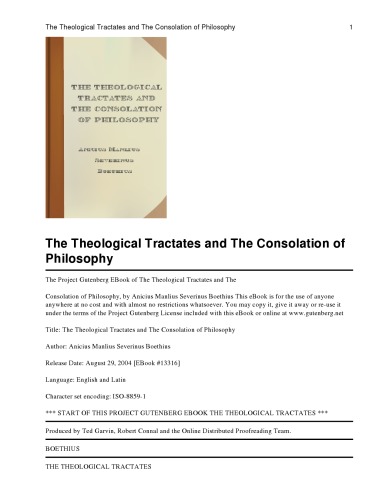 The Theological Tractates and The Consolation of Philosophy 1
THE THEOLOGICAL
TRACTATES AND
THE CONSOLATION
OF PHILOSOPHY
Anicius Manlius
Severinus
Boethius
The Theological Tractates and The Consolation of
Philosophy
The Project Gutenberg EBook of The Theological Tractates and The
Consolation of Philosophy, by Anicius Manlius Severinus Boethius This eBook is for the use of anyone
anywhere at no cost and with almost no restrictions whatsoever. You may copy it, give it away or re-use it
under the terms of the Project Gutenberg License included with this eBook or online at www.gutenberg.net
Title: The Theological Tractates and The Consolation of Philosophy
Author: Anicius Manlius Severinus Boethius
Release Date: August 29, 2004 [EBook #13316]
Language: English and Latin
Character set encoding: ISO-8859-1
*** START OF THIS PROJECT GUTENBERG EBOOK THE THEOLOGICAL TRACTATES ***
Produced by Ted Garvin, Robert Connal and the Online Distributed Proofreading Team.
BOETHIUS
THE THEOLOGICAL TRACTATES